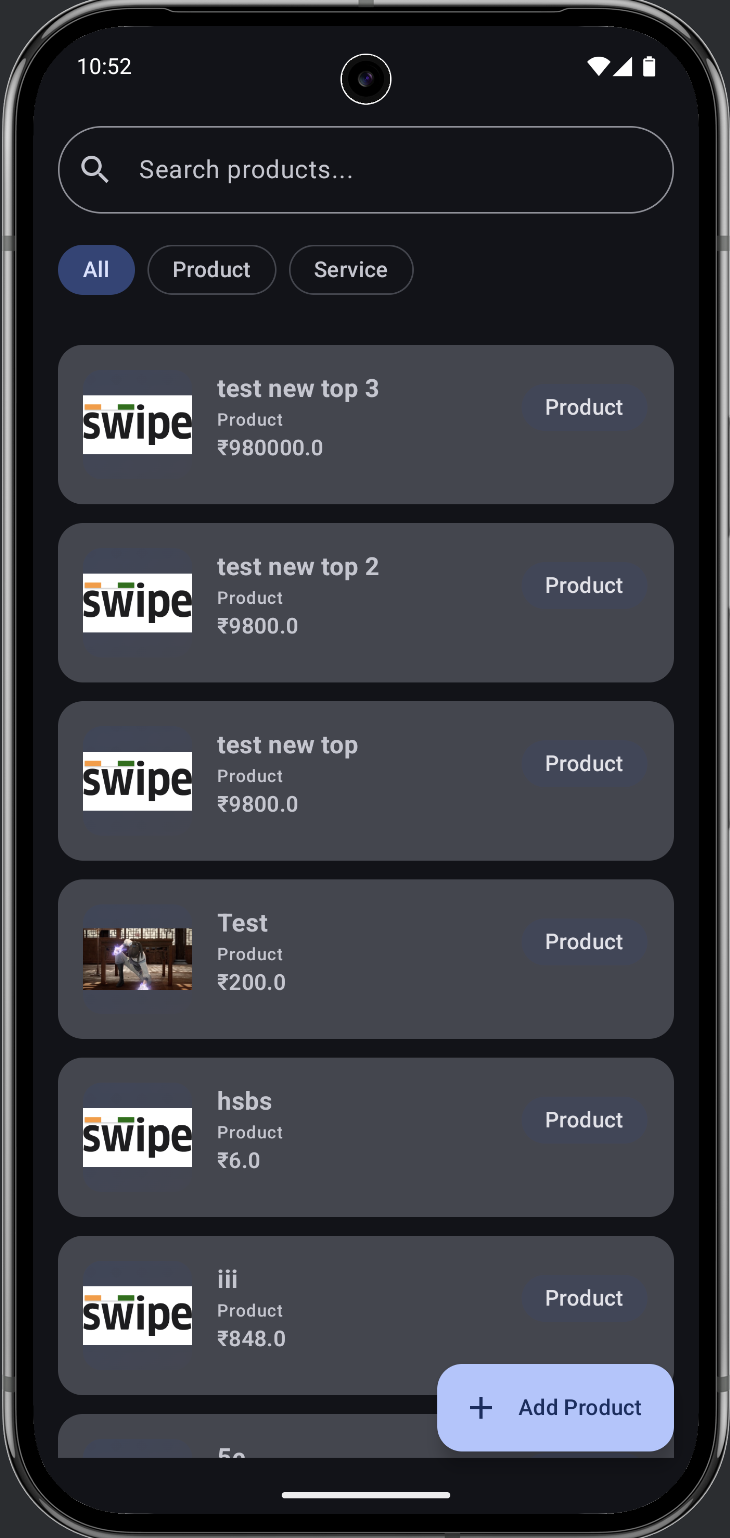 10:52
Search products...
All
Product
Service
swipe
test new top 3
Product
₹980000.0
Product
swipe
test new top 2
Product
₹9800.0
Product
swipe
test new top
Product
₹9800.0
Product
Test
Product
₹200.0
Product
swipe
hsbs
Product
₹6.0
Product
swipe
iii
Product
₹848.0
Product
Add Product